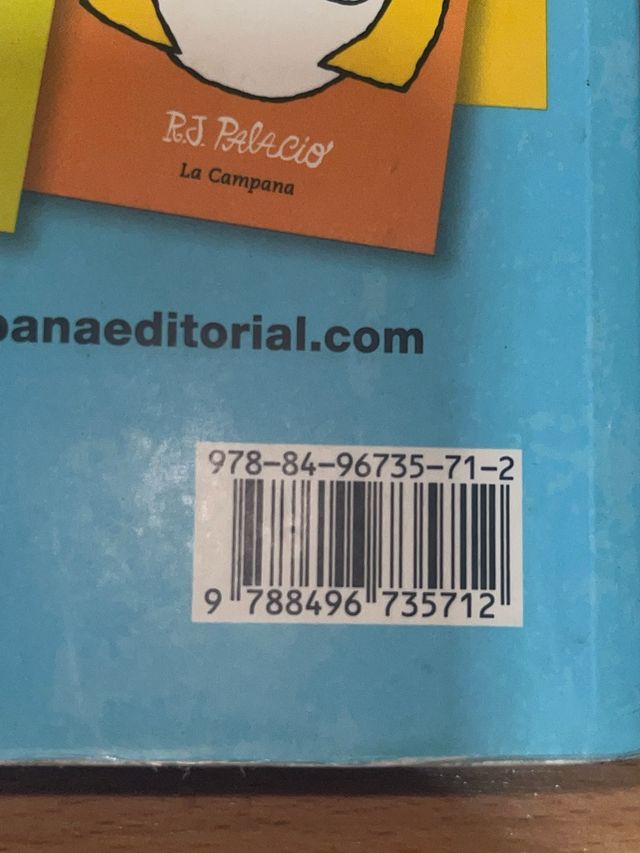 R.J. PALACIO
La Campana
panaeditorial.com
978-84-96735-71-2
9 788496 735712